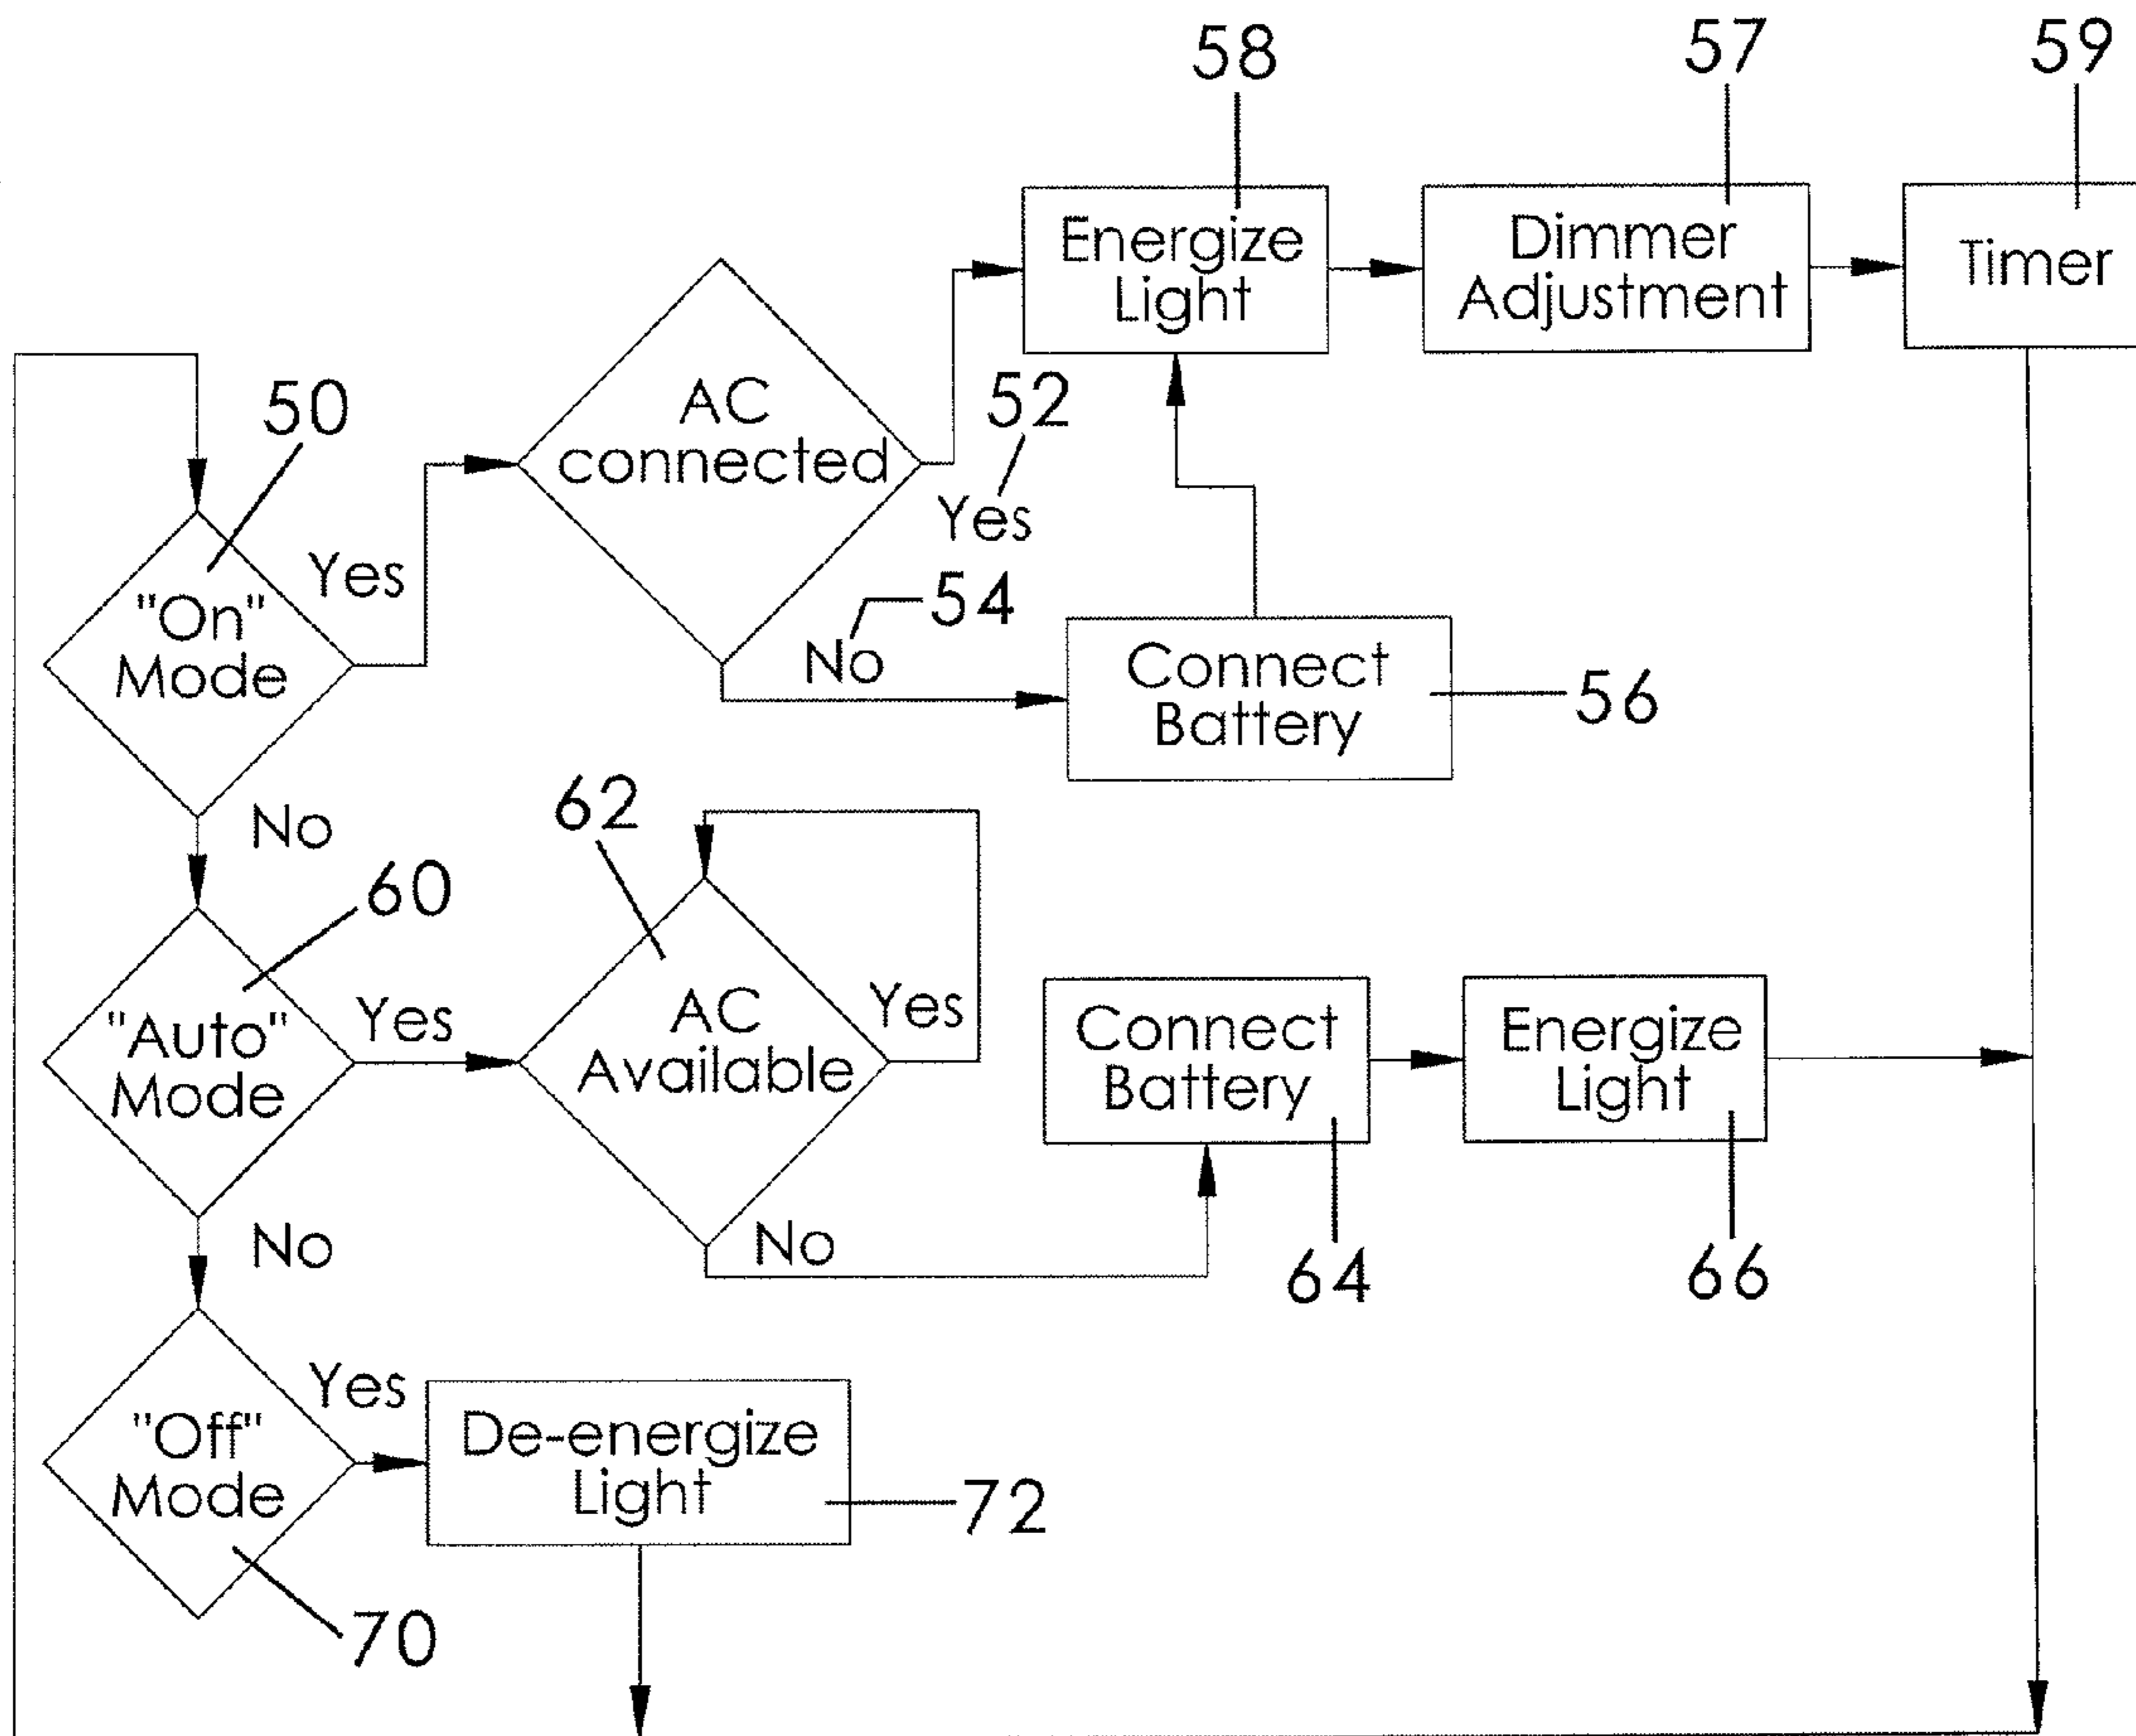 58
57
59
Energize
Light
Dimmer
Adjustment
Timer
50
AC
connected
52
Yes
Yes
54
No
"On"
Mode
Connect
Battery
56
No
62
60
"Auto"
Mode
Yes
AC
Available
Yes
Connect
Battery
Energize
Light
No
No
64
66
Yes
"Off"
Mode
De-energize
Light
72
70